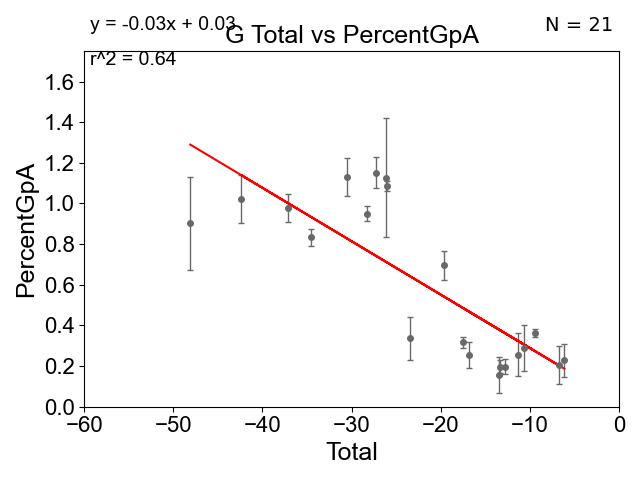 y = -0.03x + 0.03
G Total vs PercentGpA
N = 21
r^2 = 0.64
PercentGpA
1.6
1.4
1.2
1.0
0.8
0.6
0.4
0.2
0.0
−60
−50
−40
−30
−20
−10
0
Total